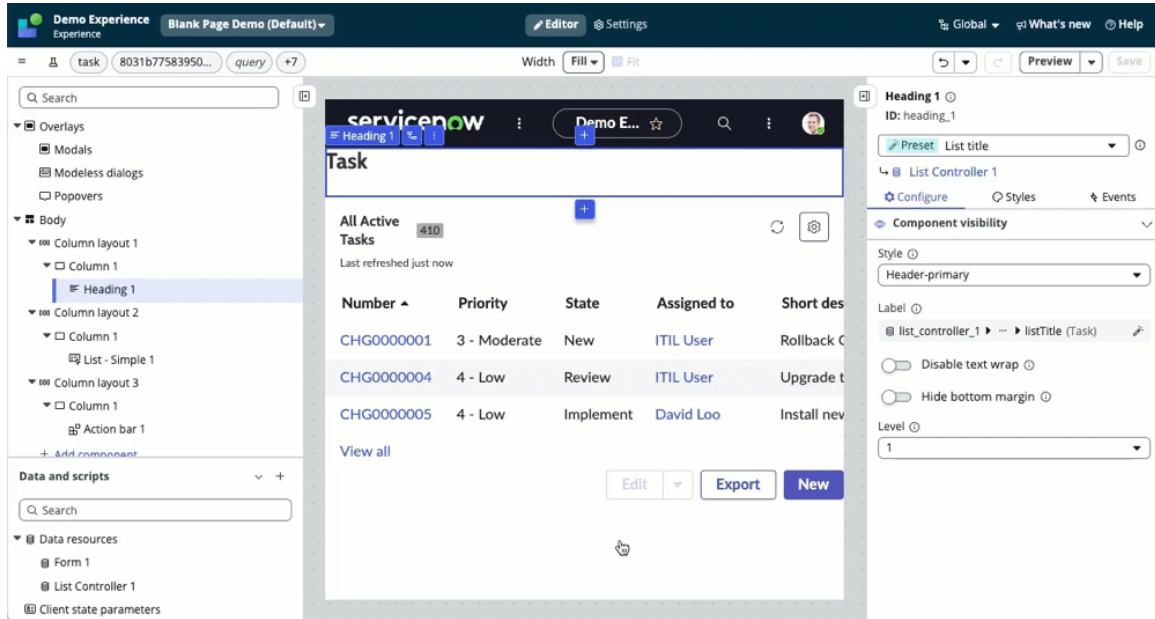 Demo Experience
Experience
Blank Page Demo (Default)
Editor
Settings
Global
What's new
Help
task
8031b77583950...
query
+7
Width
Fill
Fit
Preview
Save
Search
Overlays
Modals
Modeless dialogs
Popovers
Body
Column layout 1
Column 1
Heading 1
Column layout 2
Column 1
List - Simple 1
Column layout 3
Column 1
Action bar 1
+ Add component
Data and scripts
Search
Data resources
Form 1
List Controller 1
Client state parameters
servicenow
Demo E...
Heading 1
Task
All Active
Tasks
410
Last refreshed just now
Number Priority State Assigned to Short des
CHG0000001 3 - Moderate New ITIL User Rollback
CHG0000004 4 - Low Review ITIL User Upgrade t
CHG0000005 4 - Low Implement David Loo Install nev
View all
Edit
Export
New
Heading 1
ID: heading_1
Preset List title
List Controller 1
Configure
Styles
Events
Component visibility
Style
Header-primary
Label
list_controller_1 ▸ ··· ▸ listTitle (Task)
Disable text wrap
Hide bottom margin
Level
1